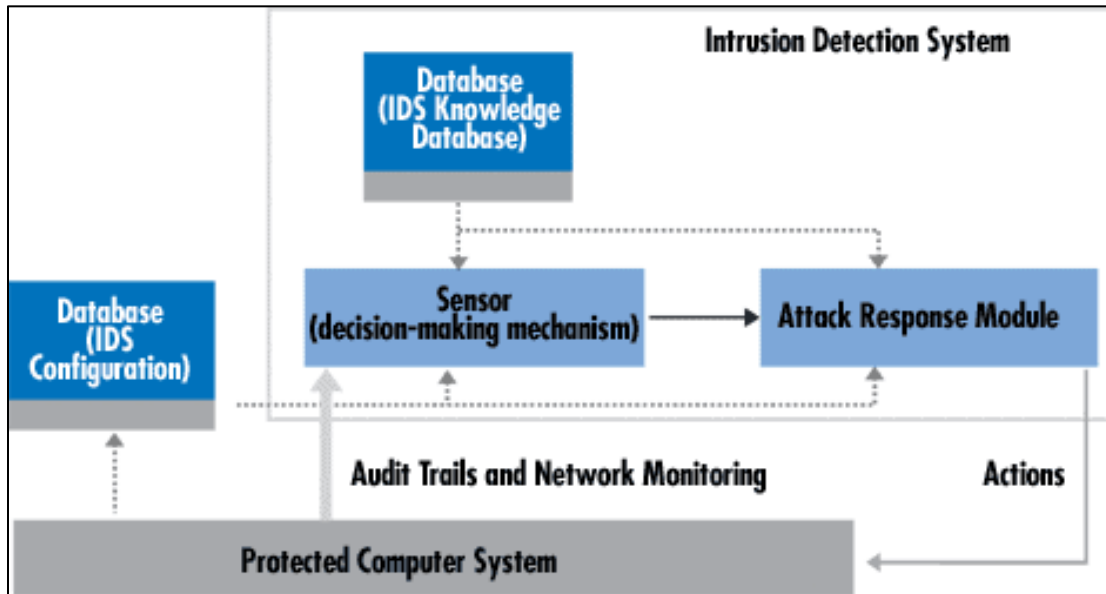 Intrusion Detection System
Database
(IDS Knowledge
Database)
Sensor
(decision-making mechanism)
Attack Response Module
Database
(IDS
Configuration)
Audit Trails and Network Monitoring
Actions
Protected Computer System